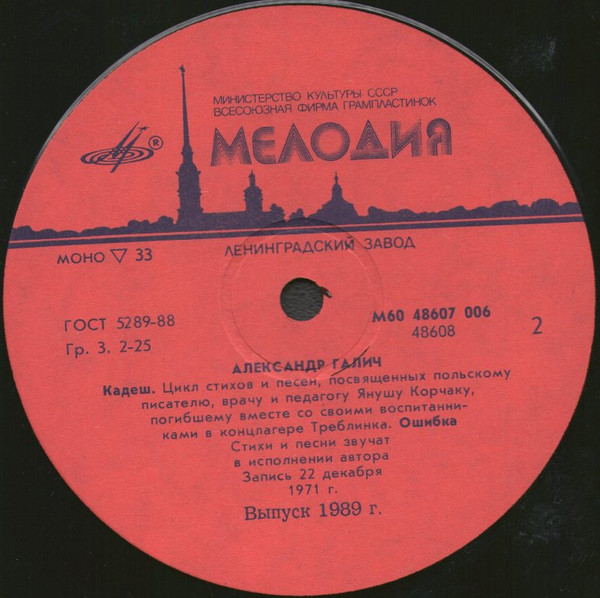 МИНИСТЕРСТВО КУЛЬТУРЫ СССР
ВСЕСОЮЗНАЯ ФИРМА ГРАМПЛАСТИНОК
®
МЕЛОДИЯ
МОНО ▽ 33
ЛЕНИНГРАДСКИЙ ЗАВОД
ГОСТ 5289-88
Гр. 3. 2-25
М60 48607 006
48608
2
АЛЕКСАНДР ГАЛИЧ
Кадеш. Цикл стихов и песен, посвященных польскому
писателю, врачу и педагогу Янушу Корчаку,
погибшему вместе со своими воспитанни-
ками в концлагере Треблинка. Ошибка
Стихи и песни звучат
в исполнении автора
Запись 22 декабря
1971 г.
Выпуск 1989 г.